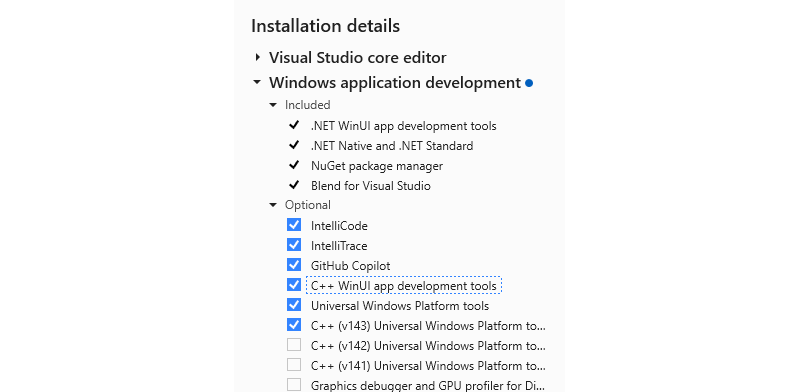 Installation details
Visual Studio core editor
Windows application development
Included
.NET WinUI app development tools
.NET Native and .NET Standard
NuGet package manager
Blend for Visual Studio
Optional
IntelliCode
IntelliTrace
GitHub Copilot
C++ WinUI app development tools
Universal Windows Platform tools
C++ (v143) Universal Windows Platform to...
C++ (v142) Universal Windows Platform to...
C++ (v141) Universal Windows Platform to...
Graphics debugger and GPU profiler for Di...